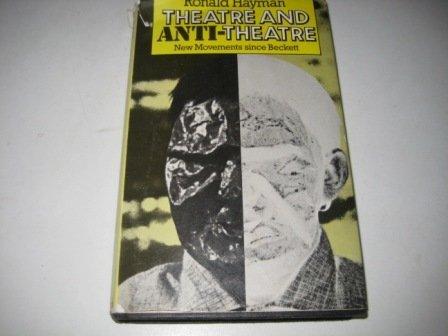 Ronald Hayman
THEATRE AND
ANTI-THEATRE
New Movements since Beckett